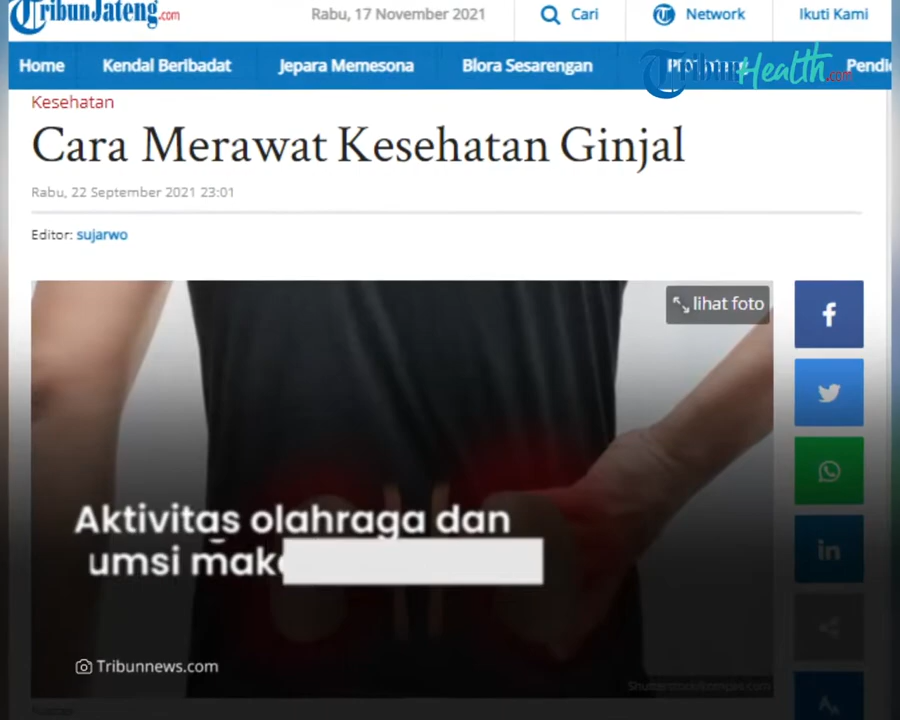 TribunJateng.com
Rabu, 17 November 2021
Cari
Network
Ikuti Kami
Home
Kendal Beribadat
Jepara Memesona
Blora Sesarengan
TribunHealth.com
Kesehatan
Cara Merawat Kesehatan Ginjal
Rabu, 22 September 2021 23:01
Editor: sujarwo
lihat foto
Aktivitas olahraga dan
umsi mak
Tribunnews.com